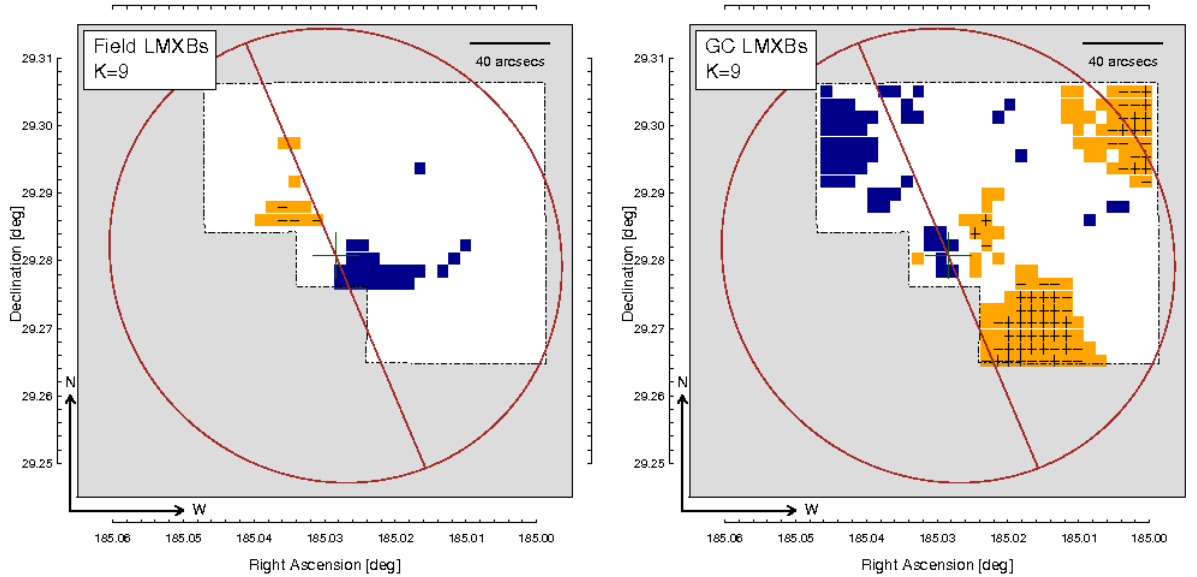 Field LMXBs
K=9
40 arcsecs
29.31
29.30
29.29
29.28
29.27
29.26
29.25
Declination [deg]
N
W
185.06
185.05
185.04
185.03
185.02
185.01
185.00
Right Ascension [deg]
GC LMXBs
K=9
40 arcsecs
29.31
29.30
29.29
29.28
29.27
29.26
29.25
Declination [deg]
N
W
185.06
185.05
185.04
185.03
185.02
185.01
185.00
Right Ascension [deg]